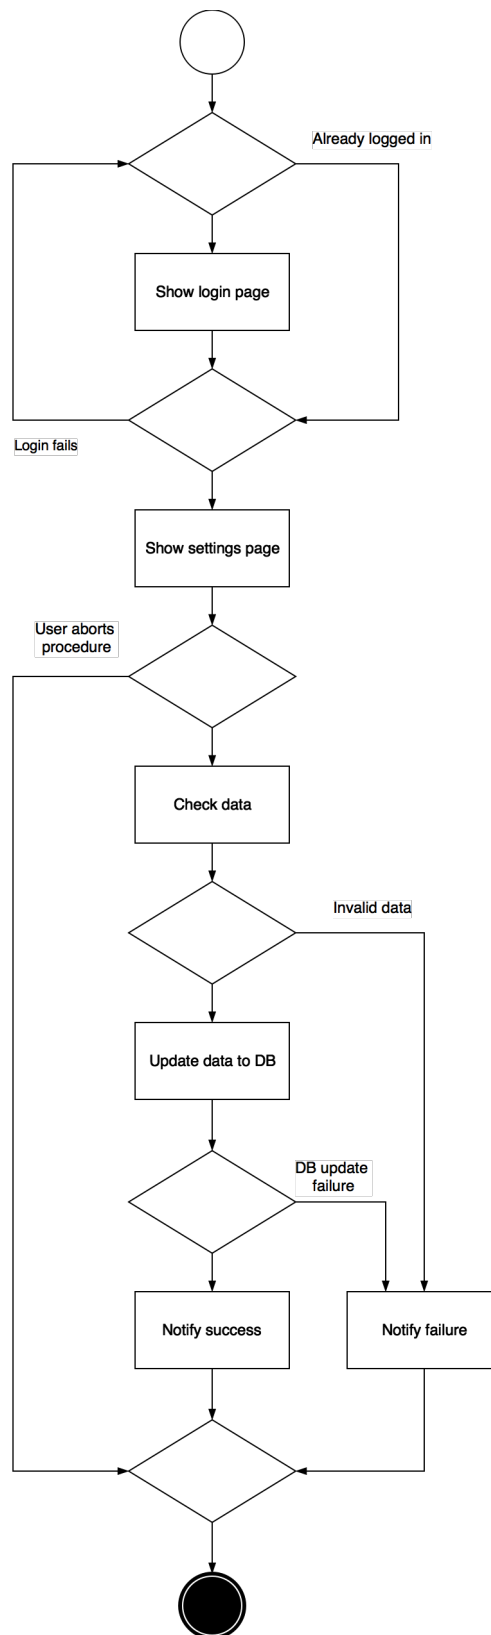 Already logged in
Show login page
Login fails
Show settings page
User aborts
procedure
Check data
Invalid data
Update data to DB
DB update
failure
Notify success
Notify failure